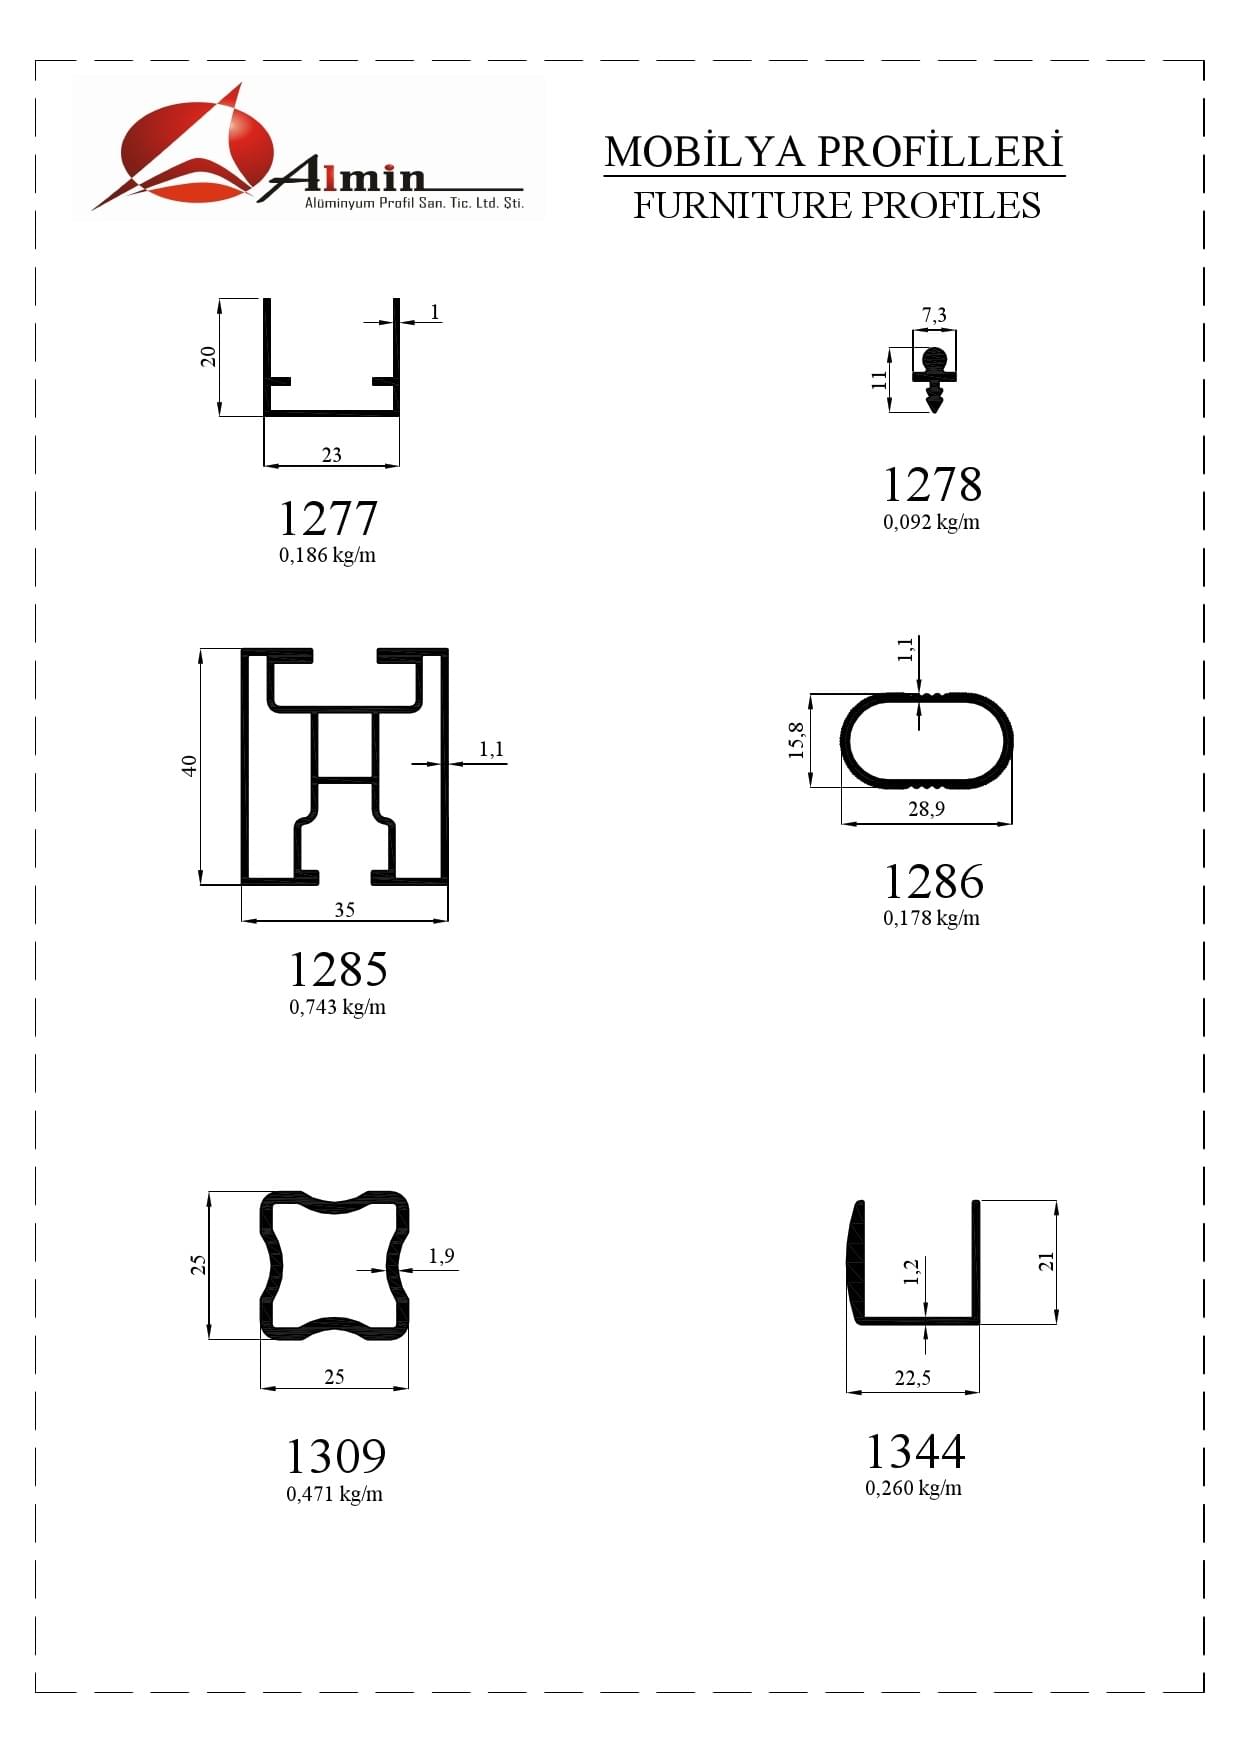 Almin
Alüminyum Profil San. Tic. Ltd. Şti.
MOBİLYA PROFİLLERİ
FURNITURE PROFILES
20
1
23
1277
0,186 kg/m
7,3
11
1278
0,092 kg/m
40
1,1
35
1285
0,743 kg/m
1,1
15,8
28,9
1286
0,178 kg/m
25
1,9
25
1309
0,471 kg/m
1,2
21
22,5
1344
0,260 kg/m